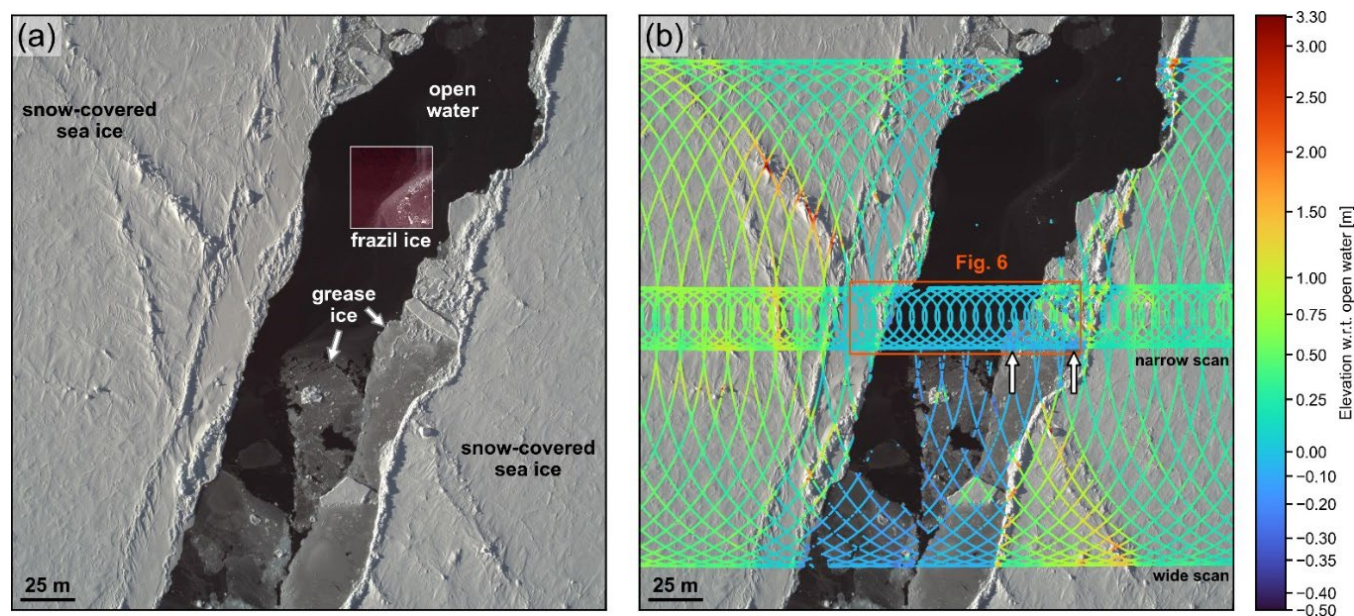 (a)
snow-covered
sea ice
open
water
frazil ice
grease
ice
snow-covered
sea ice
25 m
(b)
Fig. 6
narrow scan
wide scan
25 m
3.30
3.00
2.50
2.00
1.50
1.00
0.75
0.50
0.25
0.00
−0.10
−0.20
−0.30
−0.35
−0.40
−0.50
Elevation w.r.t. open water [m]